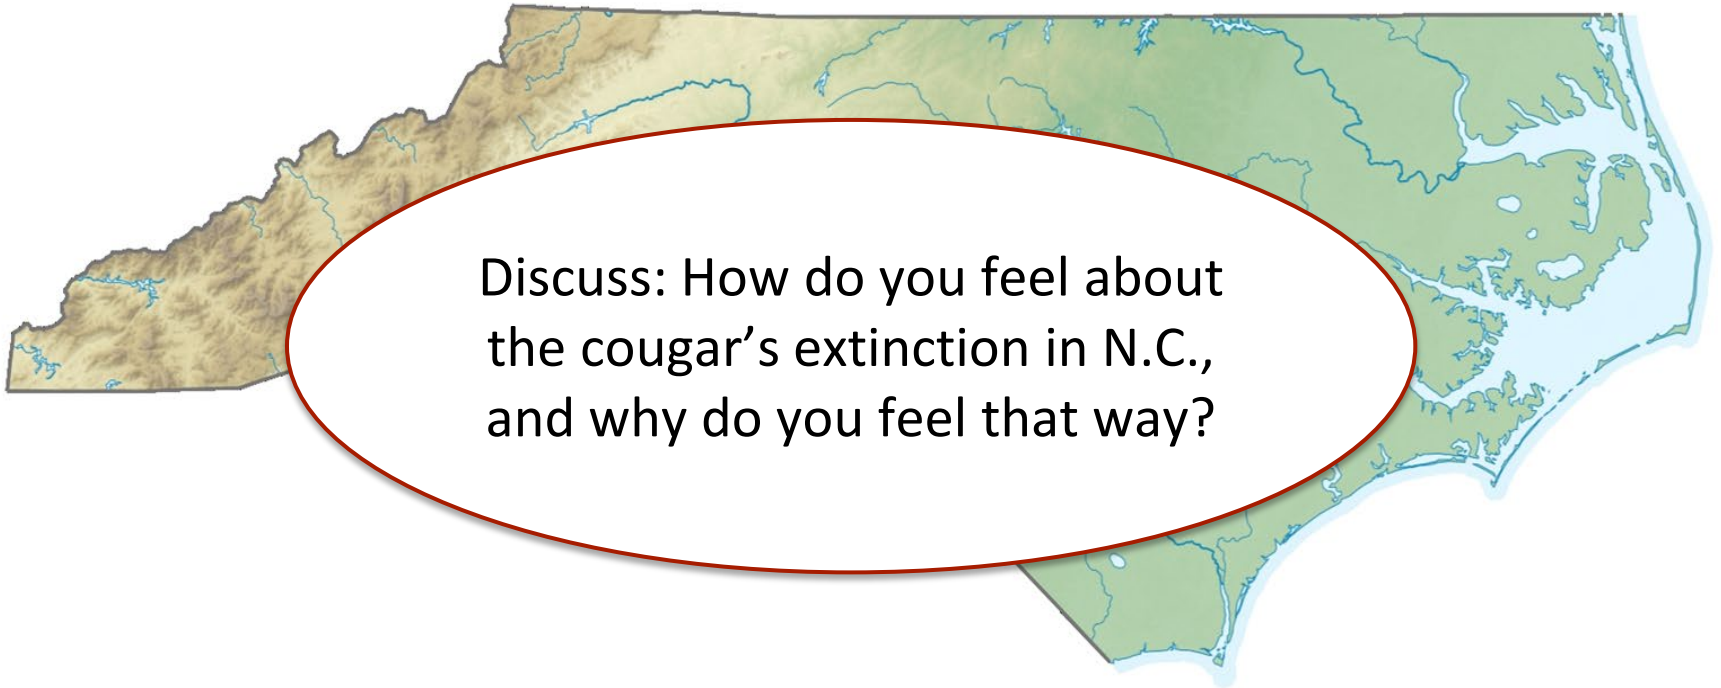 Discuss: How do you feel about
the cougar’s extinction in N.C.,
and why do you feel that way?